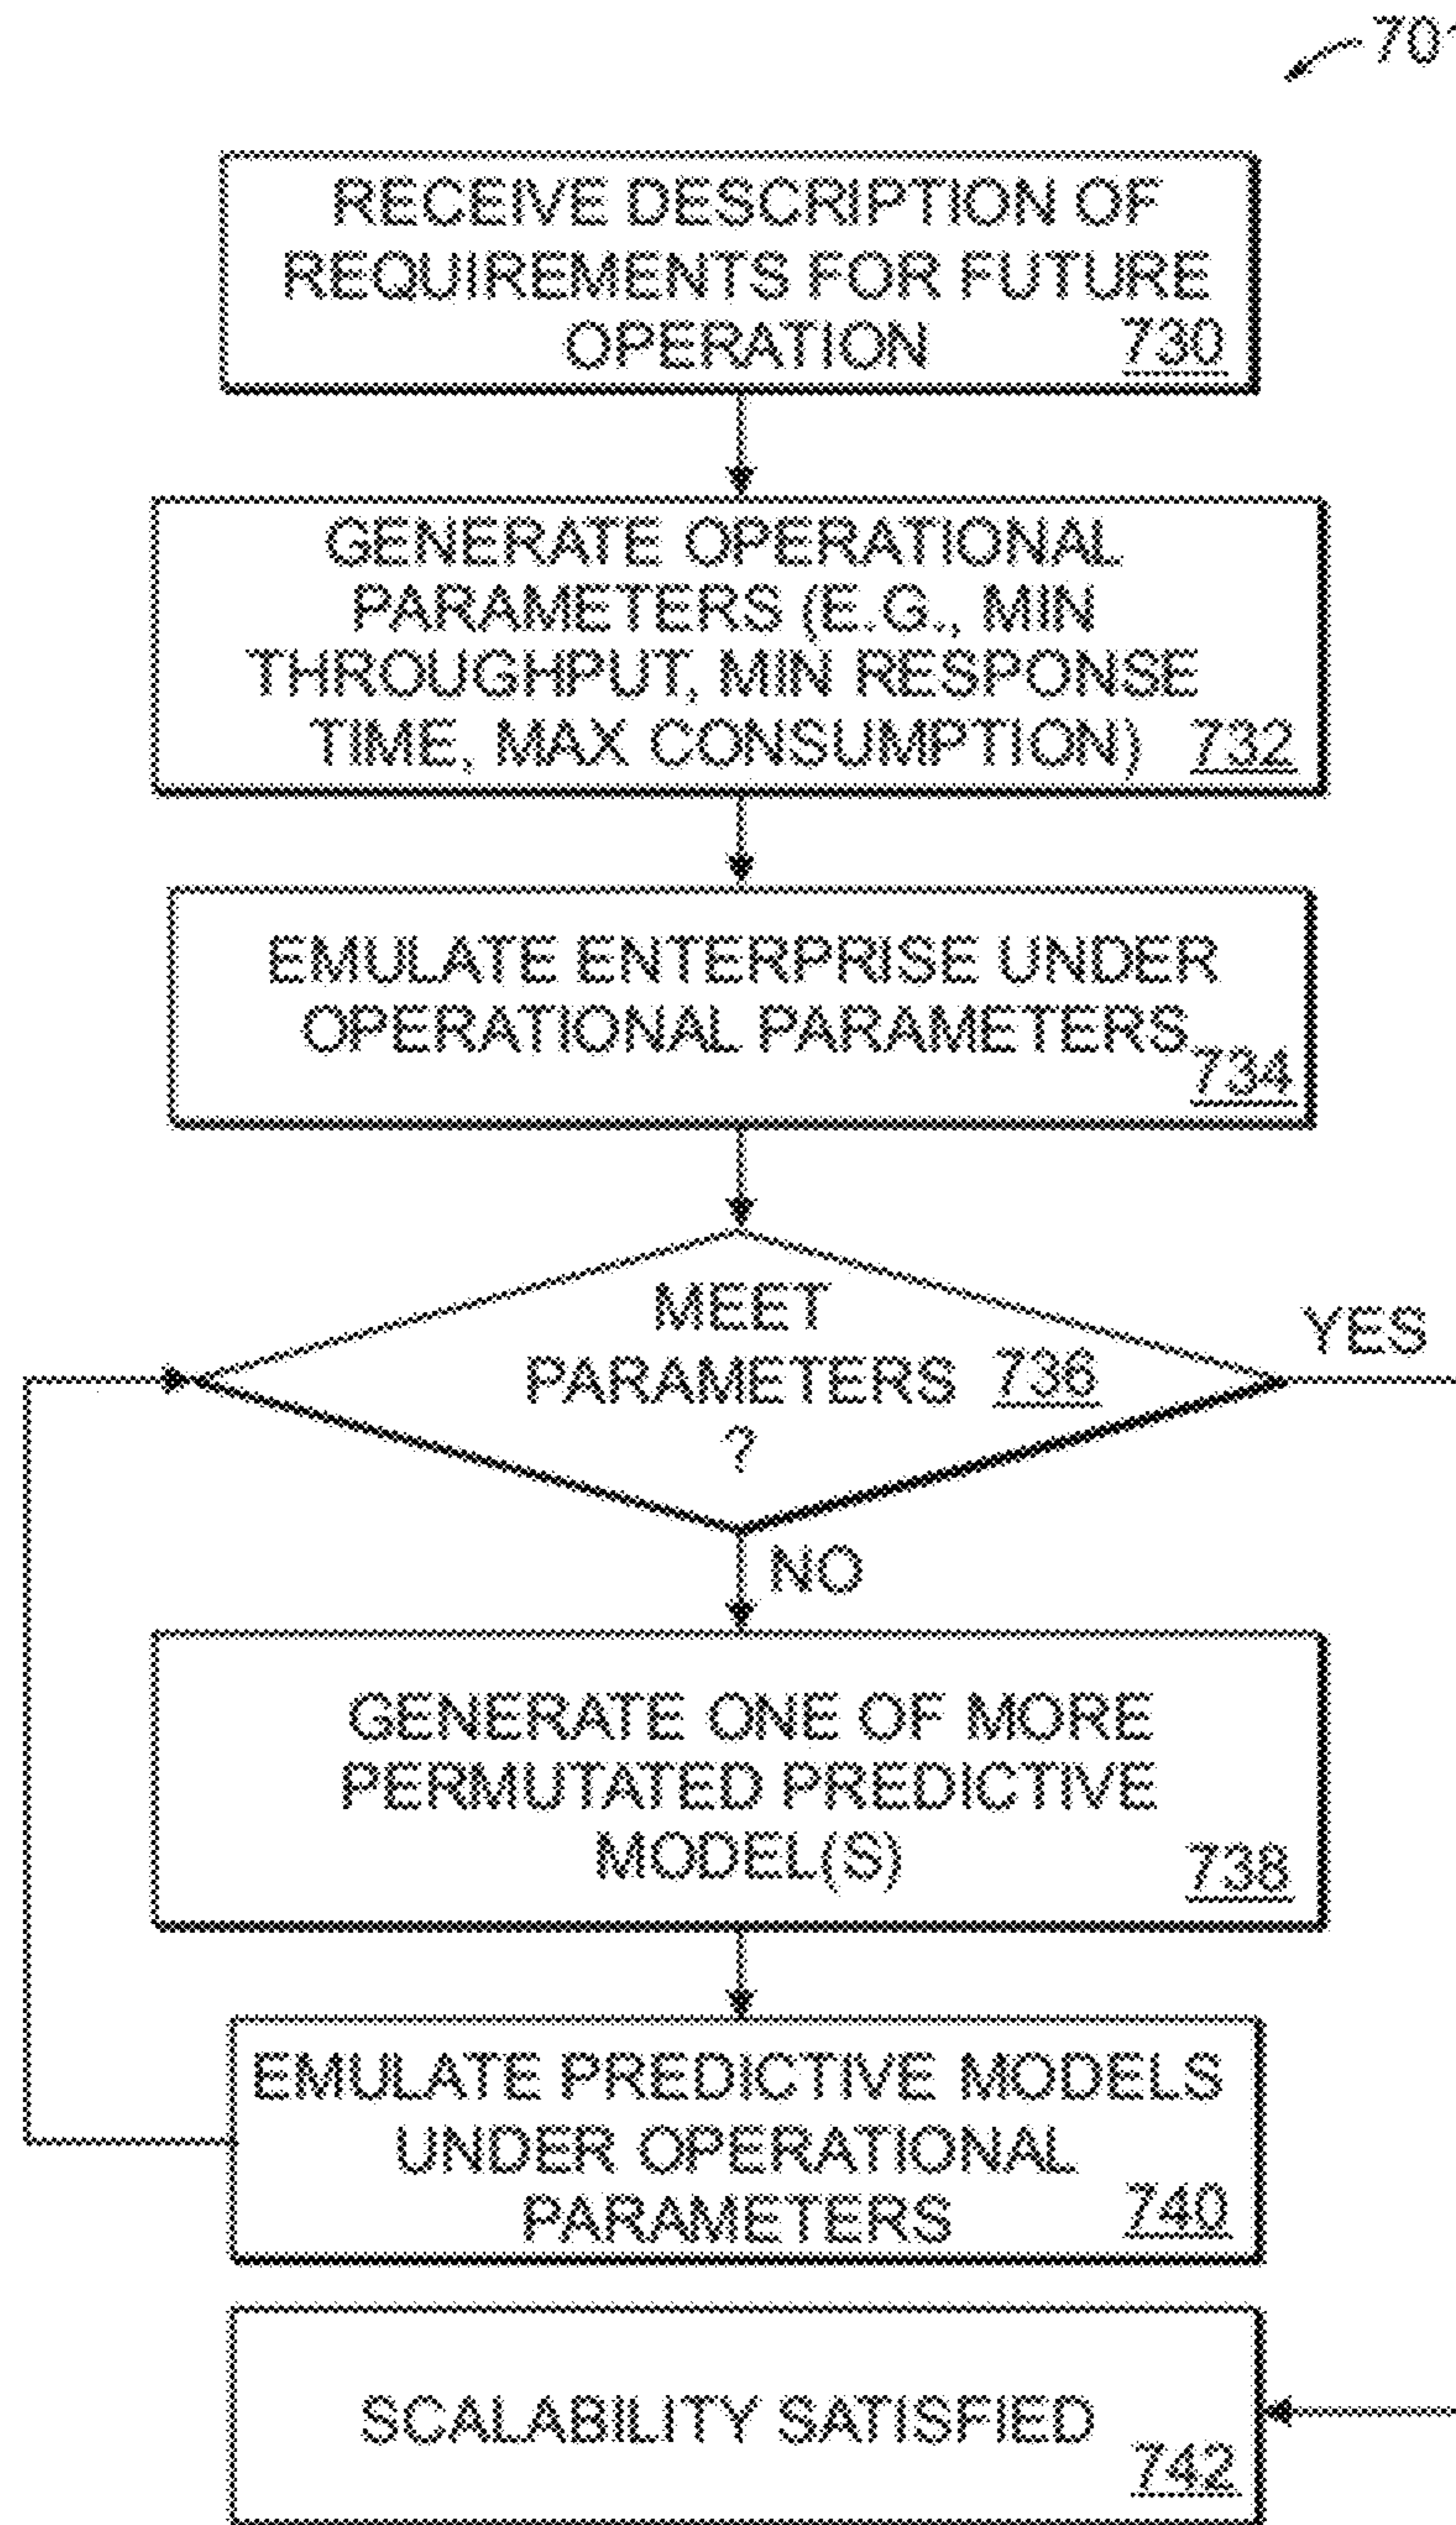 701
RECEIVE DESCRIPTION OF
REQUIREMENTS FOR FUTURE
OPERATION 730
GENERATE OPERATIONAL
PARAMETERS (E.G., MIN
THROUGHPUT, MIN RESPONSE
TIME, MAX CONSUMPTION) 732
EMULATE ENTERPRISE UNDER
OPERATIONAL PARAMETERS
734
MEET
PARAMETERS 736
?
YES
NO
GENERATE ONE OF MORE
PERMUTATED PREDICTIVE
MODEL(S) 738
EMULATE PREDICTIVE MODELS
UNDER OPERATIONAL
PARAMETERS 740
SCALABILITY SATISFIED
742